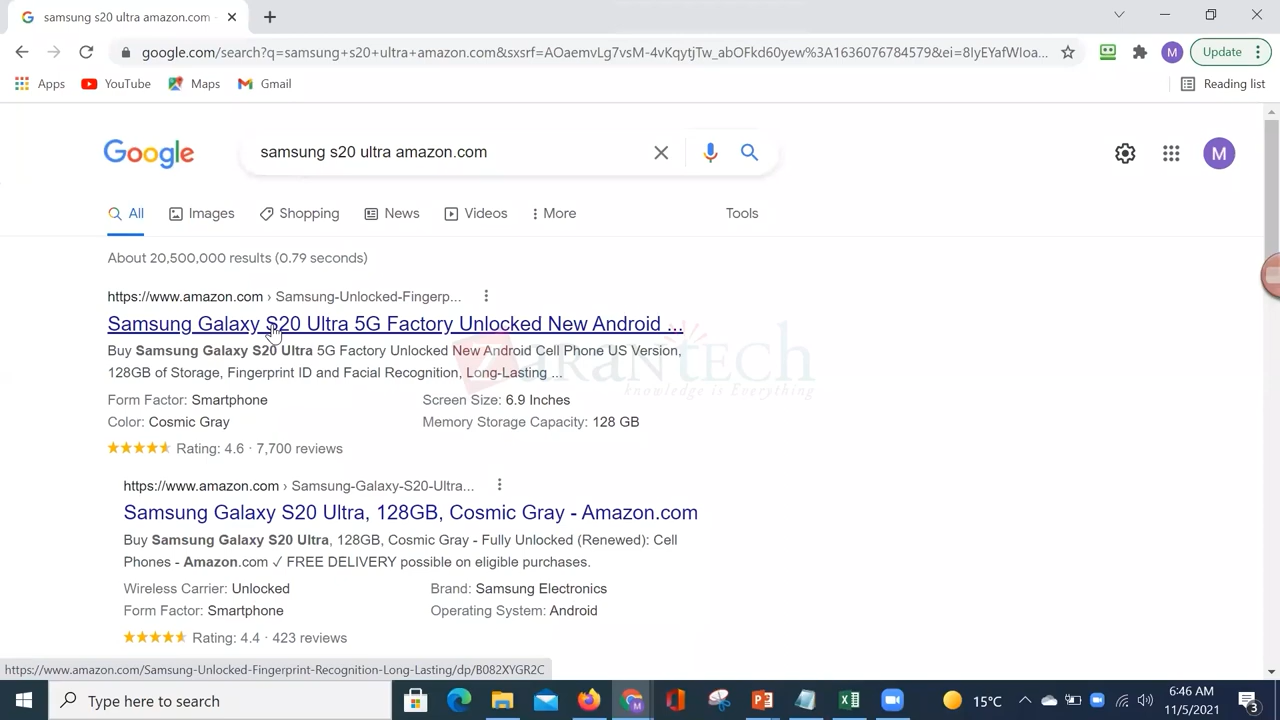 samsung s20 ultra amazon.com
google.com/search?q=samsung+s20+ultra+amazon.com&sxsrf=AOaemvLg7vsM-4vKqytjTw_abOFkd60yew%3A1636076784579&ei=8IyEYafWIoa...
Update
Apps
YouTube
Maps
Gmail
Reading list
Google
samsung s20 ultra amazon.com
M
All
Images
Shopping
News
Videos
More
Tools
About 20,500,000 results (0.79 seconds)
https://www.amazon.com › Samsung-Unlocked-Fingerp...
Samsung Galaxy S20 Ultra 5G Factory Unlocked New Android ...
Buy Samsung Galaxy S20 Ultra 5G Factory Unlocked New Android Cell Phone US Version,
128GB of Storage, Fingerprint ID and Facial Recognition, Long-Lasting ...
Form Factor: Smartphone
Screen Size: 6.9 Inches
Color: Cosmic Gray
Memory Storage Capacity: 128 GB
Rating: 4.6 · 7,700 reviews
aRANTech
knowledge is Everything
https://www.amazon.com › Samsung-Galaxy-S20-Ultra...
Samsung Galaxy S20 Ultra, 128GB, Cosmic Gray - Amazon.com
Buy Samsung Galaxy S20 Ultra, 128GB, Cosmic Gray - Fully Unlocked (Renewed): Cell
Phones - Amazon.com ✓ FREE DELIVERY possible on eligible purchases.
Wireless Carrier: Unlocked
Brand: Samsung Electronics
Form Factor: Smartphone
Operating System: Android
Rating: 4.4 · 423 reviews
https://www.amazon.com/Samsung-Unlocked-Fingerprint-Recognition-Long-Lasting/dp/B082XYGR2C
Type here to search
15°C
6:46 AM
11/5/2021
3